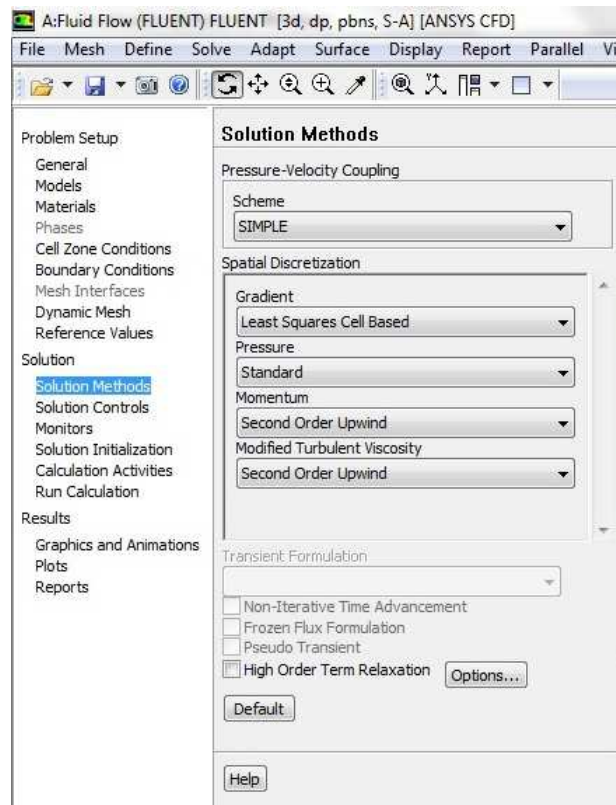 A:Fluid Flow (FLUENT) FLUENT [3d, dp, pbns, S-A] [ANSYS CFD]
File Mesh Define Solve Adapt Surface Display Report Parallel Vi
Problem Setup
General
Models
Materials
Phases
Cell Zone Conditions
Boundary Conditions
Mesh Interfaces
Dynamic Mesh
Reference Values
Solution
Solution Methods
Solution Controls
Monitors
Solution Initialization
Calculation Activities
Run Calculation
Results
Graphics and Animations
Plots
Reports
Solution Methods
Pressure-Velocity Coupling
Scheme
SIMPLE
Spatial Discretization
Gradient
Least Squares Cell Based
Pressure
Standard
Momentum
Second Order Upwind
Modified Turbulent Viscosity
Second Order Upwind
Transient Formulation
Non-Iterative Time Advancement
Frozen Flux Formulation
Pseudo Transient
High Order Term Relaxation Options...
Default
Help